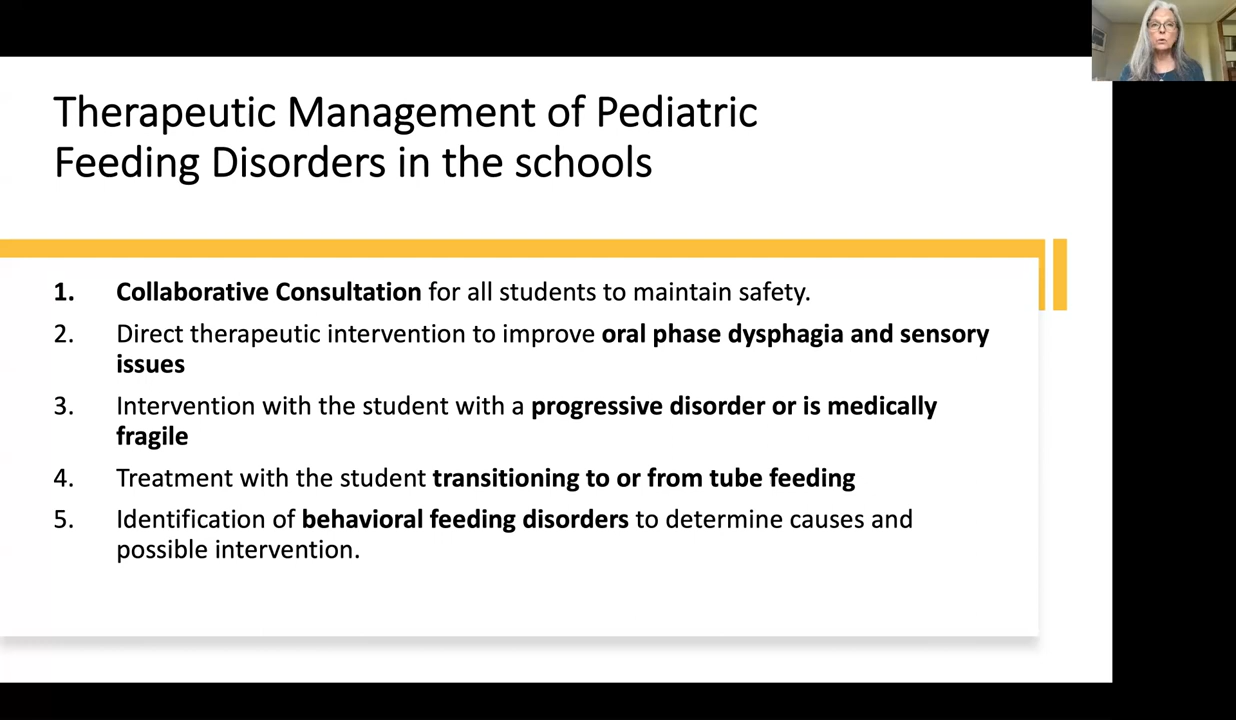 Therapeutic Management of Pediatric
Feeding Disorders in the schools
1. Collaborative Consultation for all students to maintain safety.
2. Direct therapeutic intervention to improve oral phase dysphagia and sensory
issues
3. Intervention with the student with a progressive disorder or is medically
fragile
4. Treatment with the student transitioning to or from tube feeding
5. Identification of behavioral feeding disorders to determine causes and
possible intervention.